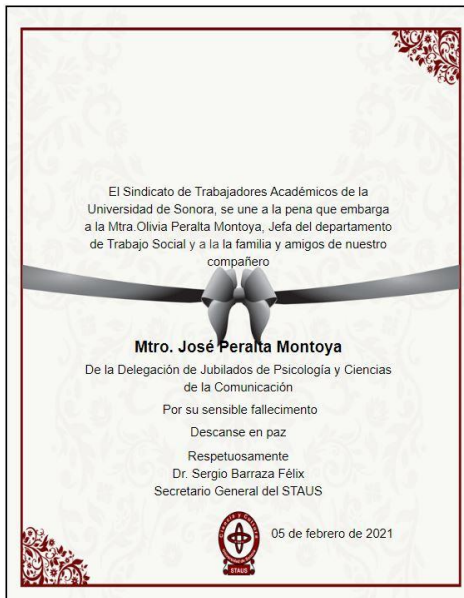 El Sindicato de Trabajadores Académicos de la
Universidad de Sonora, se une a la pena que embarga
a la Mtra.Olivia Peralta Montoya, Jefa del departamento
de Trabajo Social y a la la familia y amigos de nuestro
compañero
Mtro. José Peralta Montoya
De la Delegación de Jubilados de Psicología y Ciencias
de la Comunicación
Por su sensible fallecimiento
Descanse en paz
Respetuosamente
Dr. Sergio Barraza Félix
Secretario General del STAUS
05 de febrero de 2021
STAUS